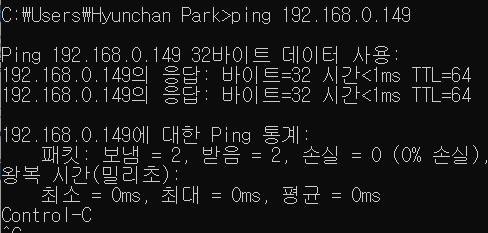 C:₩Users₩Hyunchan Park>ping 192.168.0.149
Ping 192.168.0.149 32바이트 데이터 사용:
192.168.0.149의 응답: 바이트=32 시간<1ms TTL=64
192.168.0.149의 응답: 바이트=32 시간<1ms TTL=64
192.168.0.149에 대한 Ping 통계:
패킷: 보냄 = 2, 받음 = 2, 손실 = 0 (0% 손실),
왕복 시간(밀리초):
최소 = 0ms, 최대 = 0ms, 평균 = 0ms
Control-C
^C